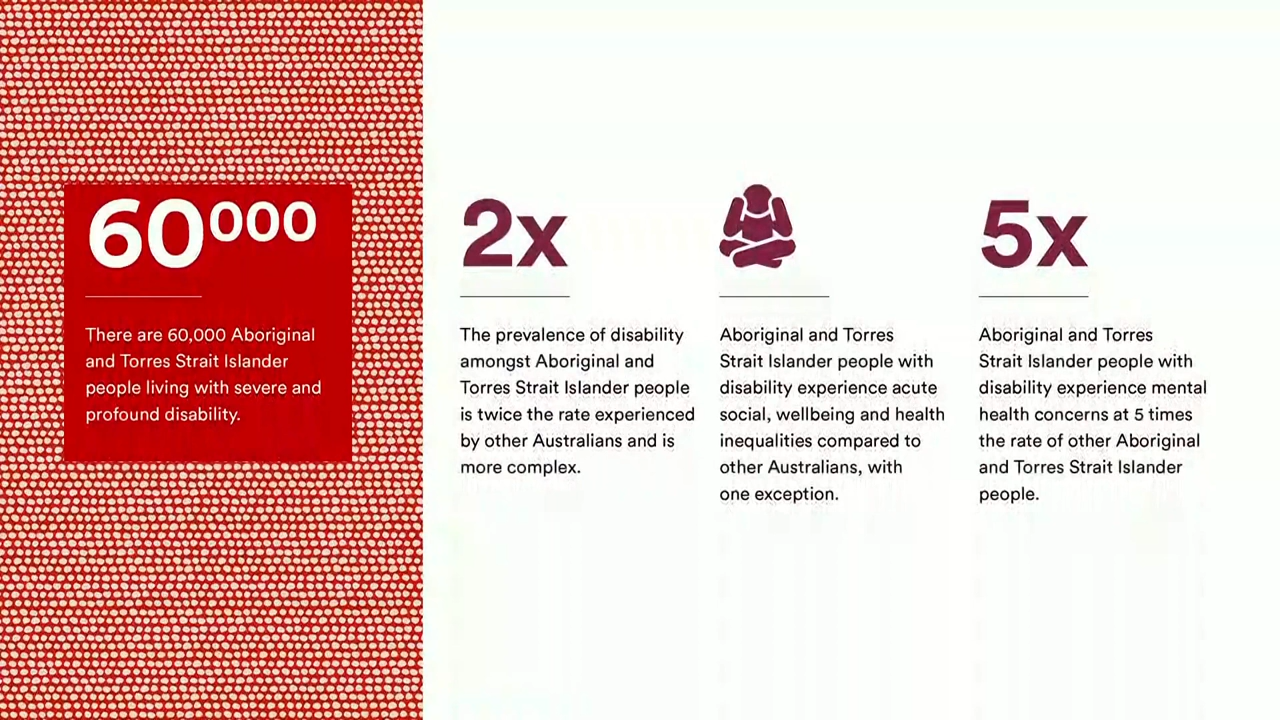 60000
There are 60,000 Aboriginal
and Torres Strait Islander
people living with severe and
profound disability.
2x
The prevalence of disability
amongst Aboriginal and
Torres Strait Islander people
is twice the rate experienced
by other Australians and is
more complex.
Aboriginal and Torres
Strait Islander people with
disability experience acute
social, wellbeing and health
inequalities compared to
other Australians, with
one exception.
5x
Aboriginal and Torres
Strait Islander people with
disability experience mental
health concerns at 5 times
the rate of other Aboriginal
and Torres Strait Islander
people.